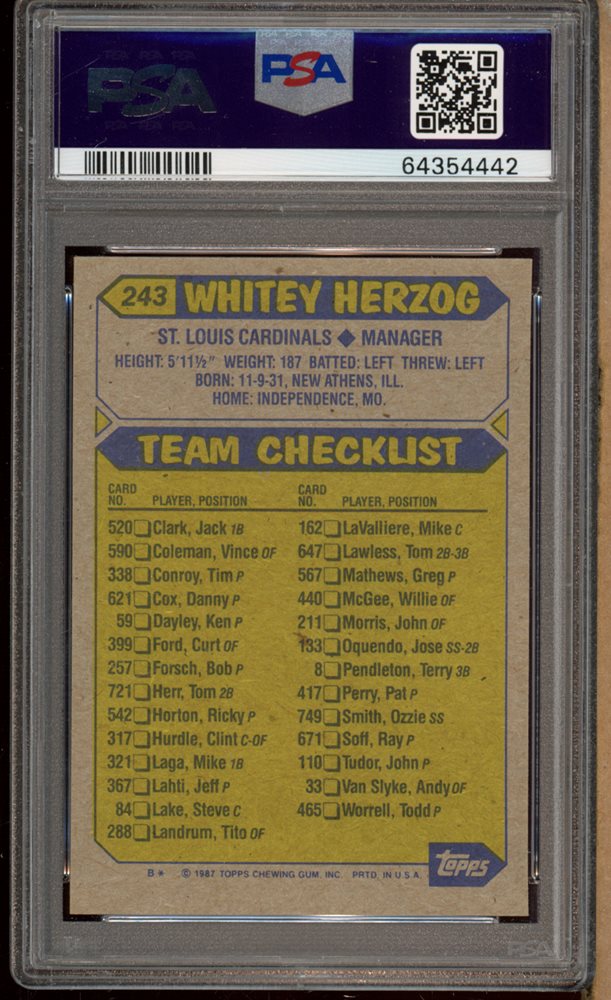 PSA
PSA
64354442
243 WHITEY HERZOG
ST. LOUIS CARDINALS ◆ MANAGER
HEIGHT: 5'11½" WEIGHT: 187 BATTED: LEFT THREW: LEFT
BORN: 11-9-31, NEW ATHENS, ILL.
HOME: INDEPENDENCE, MO.
TEAM CHECKLIST
CARD NO. PLAYER, POSITION
520 Clark, Jack 1B
590 Coleman, Vince OF
338 Conroy, Tim P
621 Cox, Danny P
59 Dayley, Ken P
399 Ford, Curt OF
257 Forsch, Bob P
721 Herr, Tom 2B
542 Horton, Ricky P
317 Hurdle, Clint C-OF
321 Laga, Mike 1B
367 Lahti, Jeff P
84 Lake, Steve C
288 Landrum, Tito OF
CARD NO. PLAYER, POSITION
162 LaValliere, Mike C
647 Lawless, Tom 2B-3B
567 Mathews, Greg P
440 McGee, Willie OF
211 Morris, John OF
133 Oquendo, Jose SS-2B
8 Pendleton, Terry 3B
417 Perry, Pat P
749 Smith, Ozzie SS
671 Soff, Ray P
110 Tudor, John P
33 Van Slyke, Andy OF
465 Worrell, Todd P
topps
B* © 1987 TOPPS CHEWING GUM, INC. PRTD. IN U.S.A.
PSA